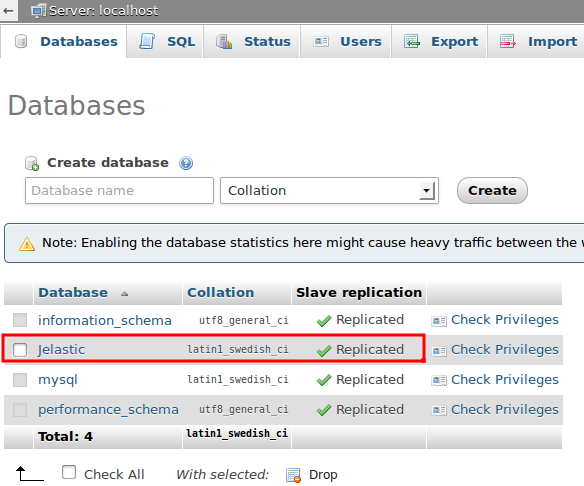 Server: localhost
Databases SQL Status Users Export Import
Databases
Create database
Database name Collation Create
Note: Enabling the database statistics here might cause heavy traffic between the
Database Collation Slave replication
information_schema utf8_general_ci Replicated Check Privileges
Jelastic latin1_swedish_ci Replicated Check Privileges
mysql latin1_swedish_ci Replicated Check Privileges
performance_schema utf8_general_ci Replicated Check Privileges
Total: 4 latin1_swedish_ci
Check All With selected: Drop